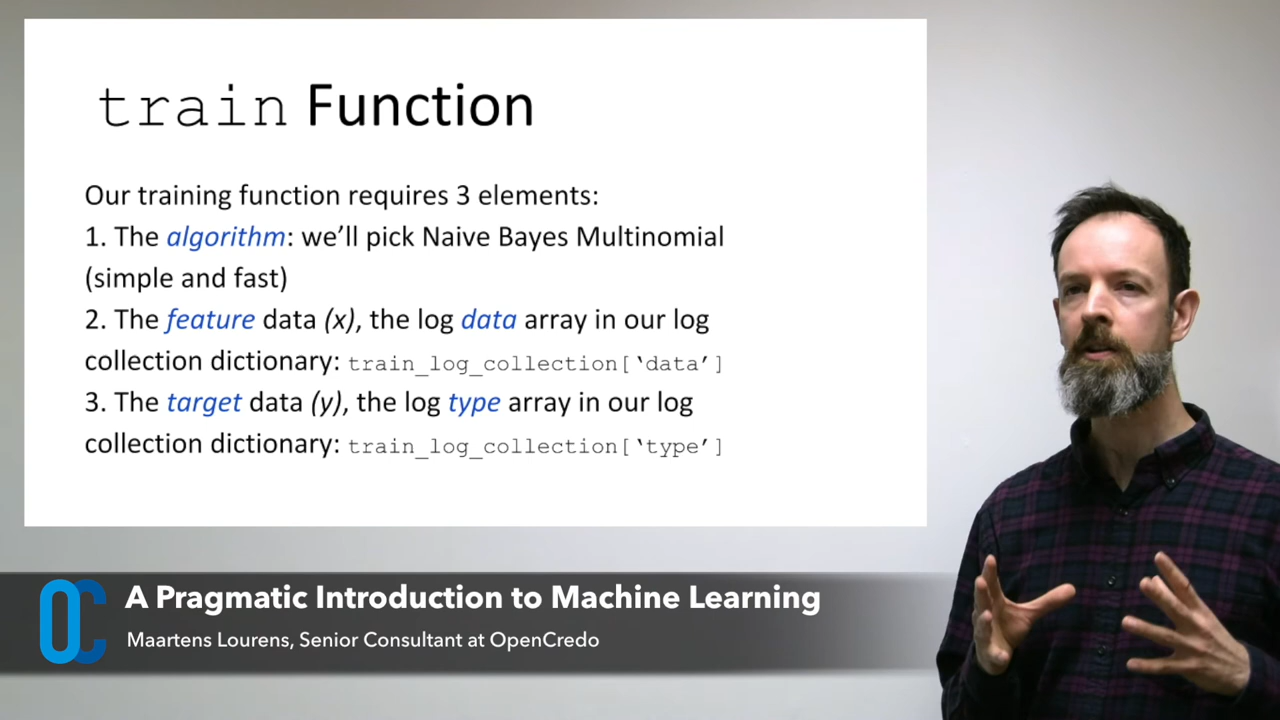 train Function
Our training function requires 3 elements:
1. The algorithm: we’ll pick Naive Bayes Multinomial
(simple and fast)
2. The feature data (x), the log data array in our log
collection dictionary: train_log_collection[‘data’]
3. The target data (y), the log type array in our log
collection dictionary: train_log_collection[‘type’]
A Pragmatic Introduction to Machine Learning
Maartens Lourens, Senior Consultant at OpenCredo